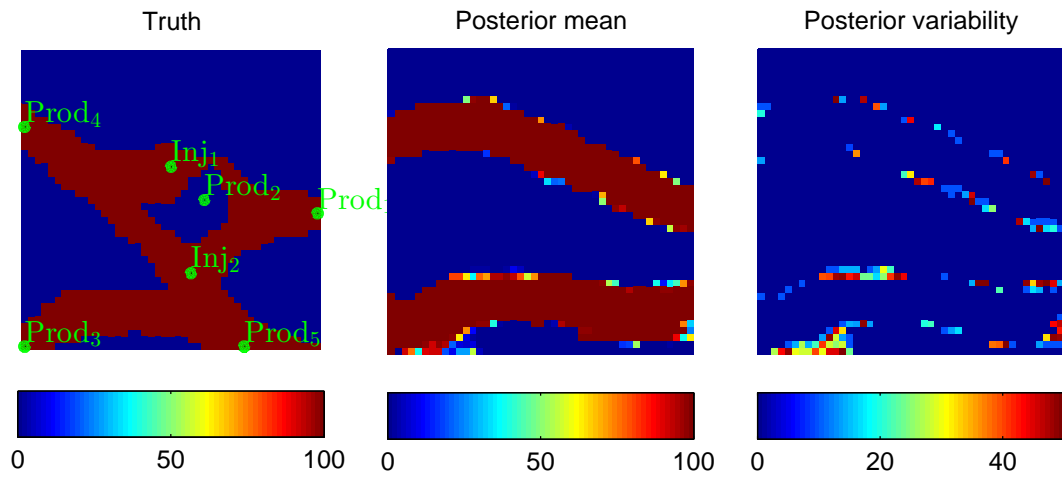 Truth
Posterior mean
Posterior variability
Prod₄
Inj₁
Prod₂
Prod
Inj₂
Prod₃
Prod₅
0 50 100
0 50 100
0 20 40